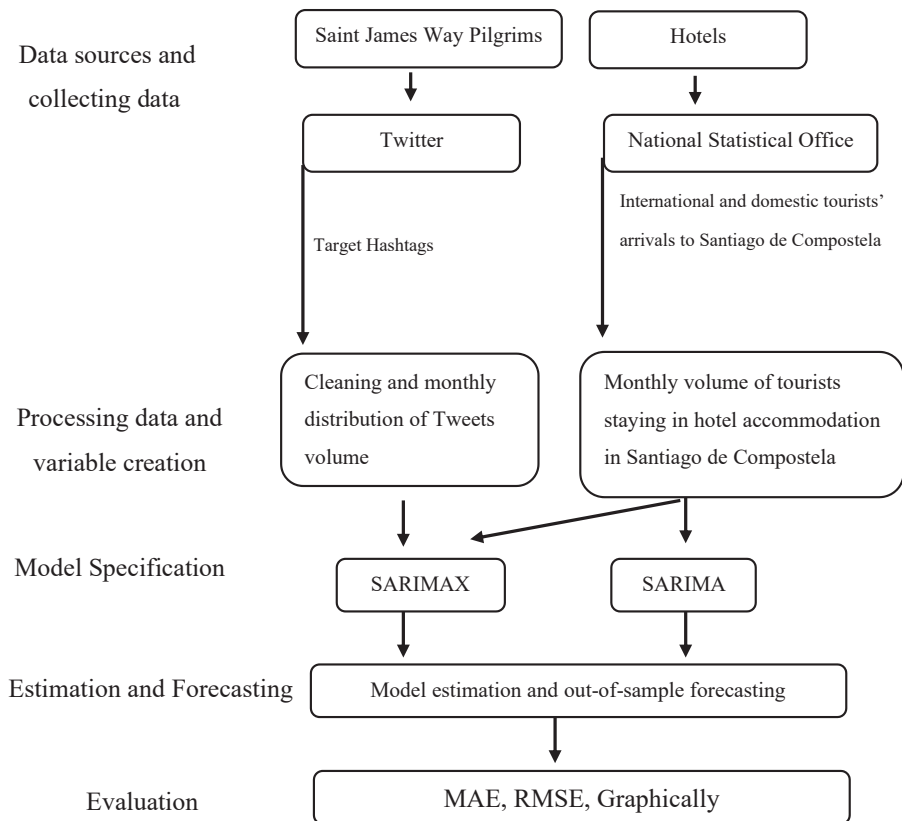 Data sources and
collecting data
Saint James Way Pilgrims
Hotels
Twitter
National Statistical Office
Target Hashtags
International and domestic tourists’
arrivals to Santiago de Compostela
Processing data and
variable creation
Cleaning and monthly
distribution of Tweets
volume
Monthly volume of tourists
staying in hotel accommodation
in Santiago de Compostela
Model Specification
SARIMAX
SARIMA
Estimation and Forecasting
Model estimation and out-of-sample forecasting
Evaluation
MAE, RMSE, Graphically